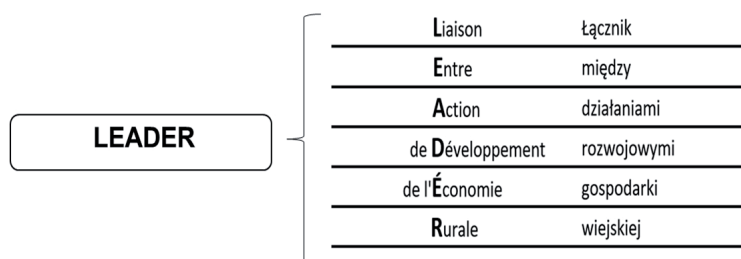 LEADER
Liaison Łącznik
Entre między
Action działaniami
de Développement rozwojowymi
de l'Économie gospodarki
Rurale wiejskiej